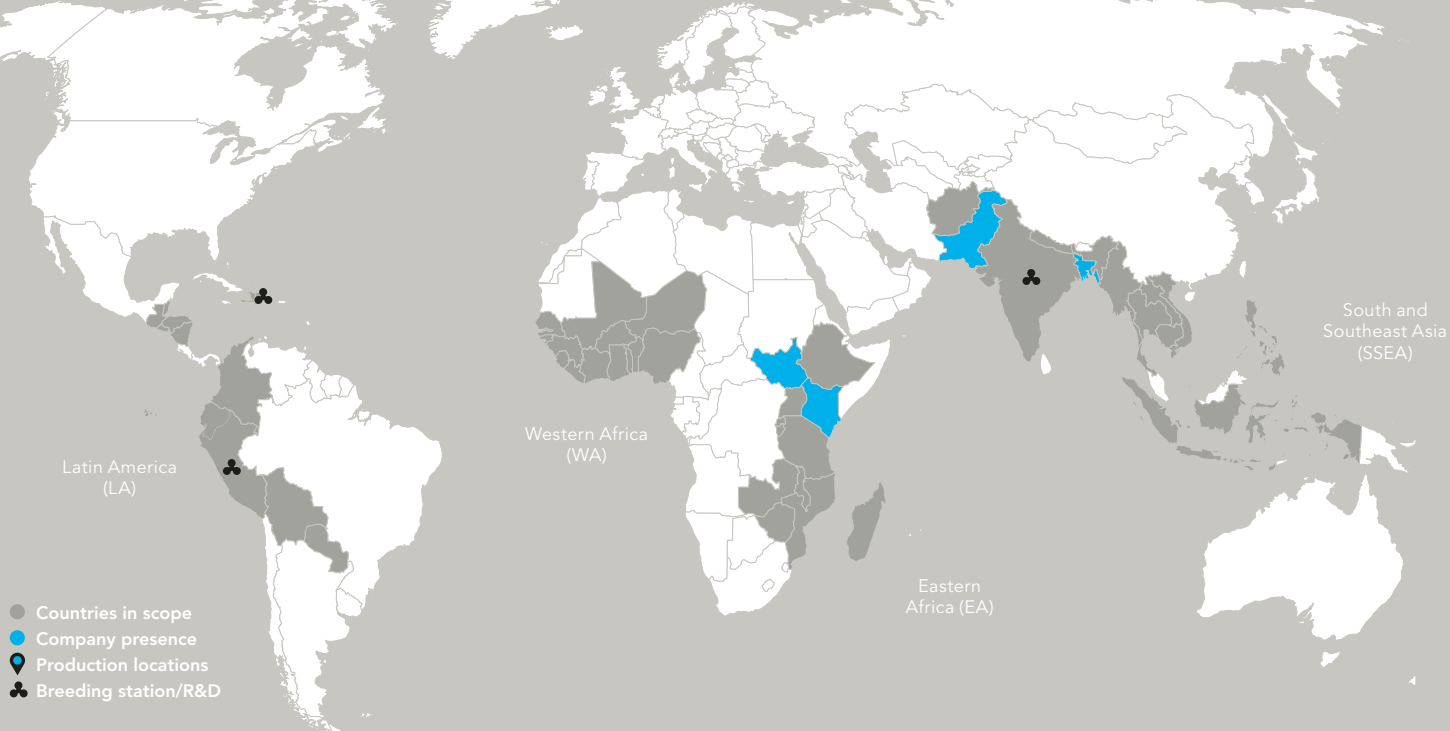 South and
Southeast Asia
(SSEA)
Western Africa
(WA)
Latin America
(LA)
Eastern
Africa (EA)
Countries in scope
Company presence
Production locations
Breeding station/R&D